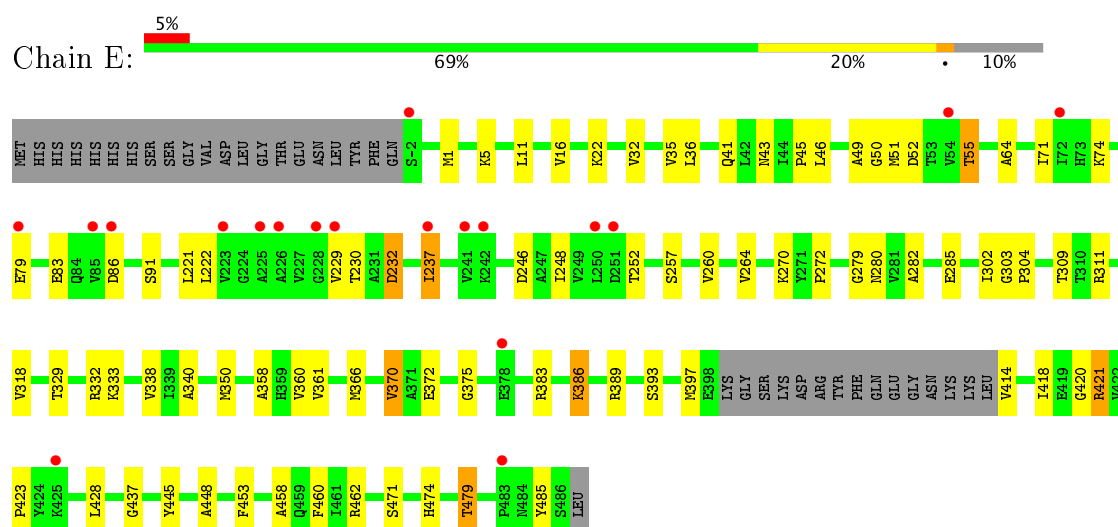 5%
Chain E:
69% 20% • 10%
MET HIS HIS HIS HIS HIS HIS SER SER GLY VAL ASP LEU GLY THR GLU ASN LEU TYR PHE GLN S-2 M1 K5 L11 V16 K22 V32 V35 L36 Q41 L42 N43 I44 P45 L46 A49 G50 M51 D52 T53 V54 T55 A64 I71 I72 H73 K74
E79 E83 Q84 V85 D86 S91 L221 L222 V223 G224 A225 A226 V227 G228 V229 T230 A231 D232 I237 V241 K242 D246 A247 I248 V249 L250 D251 T252 S257 V260 V264 K270 Y271 P272 G279 N280 V281 A282 E285 I302 G303 P304 T309 T310 R311
V318 T329 R332 K333 V338 I339 A340 M350 A358 H359 V360 V361 M366 V370 A371 E372 G375 E378 R383 K386 R389 S393 M397 E398 LYS GLY SER LYS ASP ARG TYR PHE GLN GLU GLY ASN LYS LYS LEU V414 I418 E419 G420 R421 V422
P423 Y424 K425 L428 G437 Y445 A448 F453 A458 Q459 F460 I461 R462 S471 H474 T479 P483 N484 Y485 S486 LEU